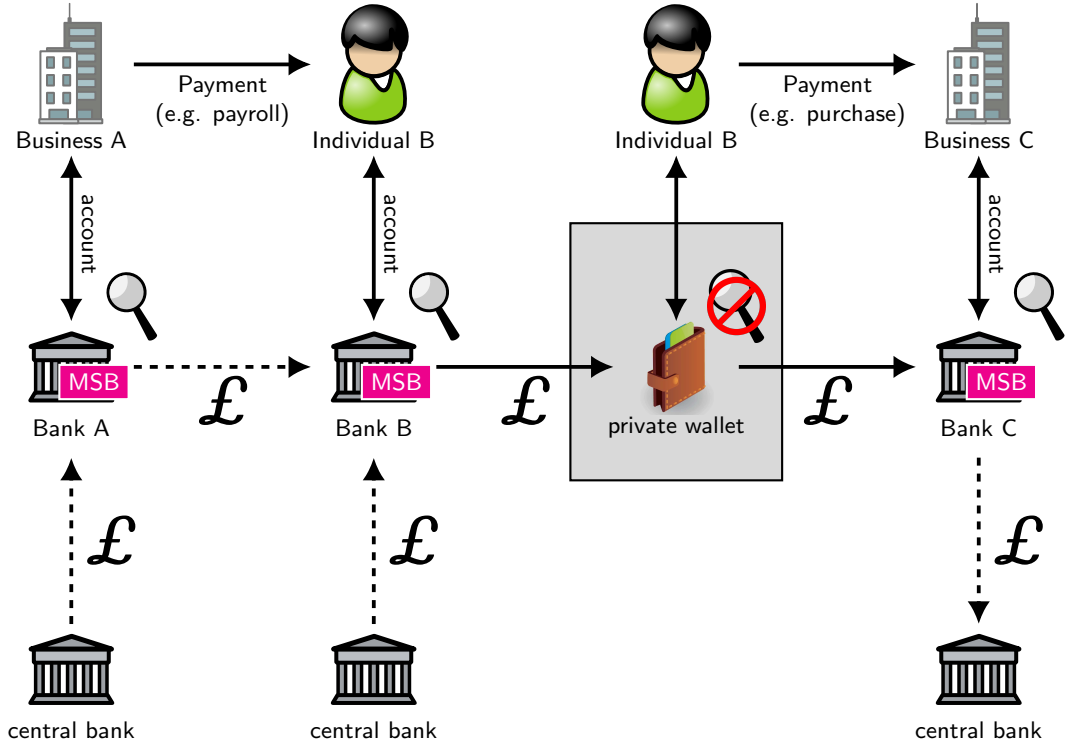 Payment
(e.g. payroll)
Payment
(e.g. purchase)
Business A
Individual B
Individual B
Business C
account
account
account
MSB
MSB
MSB
£
£
£
Bank A
Bank B
private wallet
Bank C
£
£
£
central bank
central bank
central bank